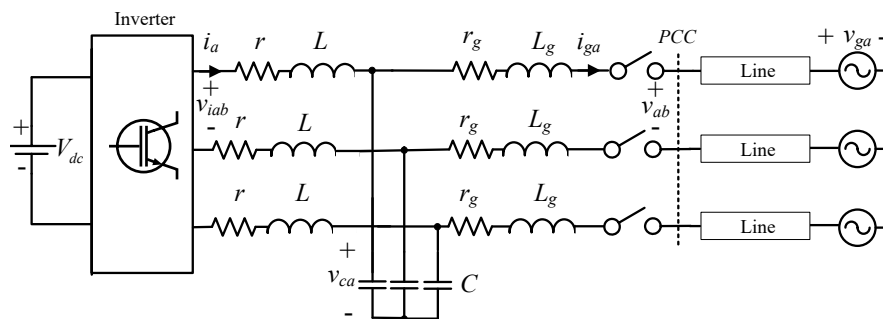 Inverter
i_a r L r_g L_g i_ga PCC + v_ga -
Line
+ v_iab - + v_ab -
r L r_g L_g
+ V_dc -
Line
r L r_g L_g
Line
+ v_ca - C